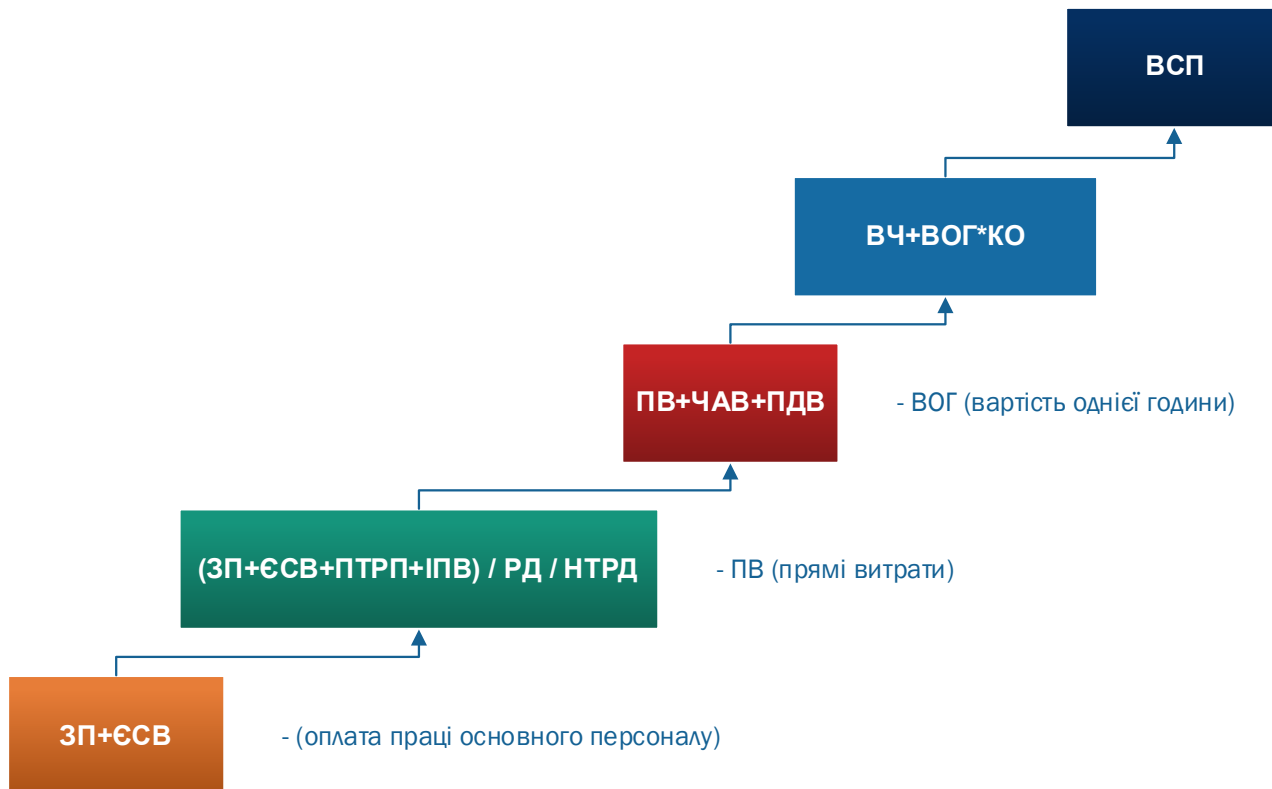 ВСП
ВЧ+ВОГ*КО
ПВ+ЧАВ+ПДВ
- ВОГ (вартість однієї години)
(ЗП+ЄСВ+ПТРП+ІПВ) / РД / НТРД
- ПВ (прямі витрати)
ЗП+ЄСВ
- (оплата праці основного персоналу)